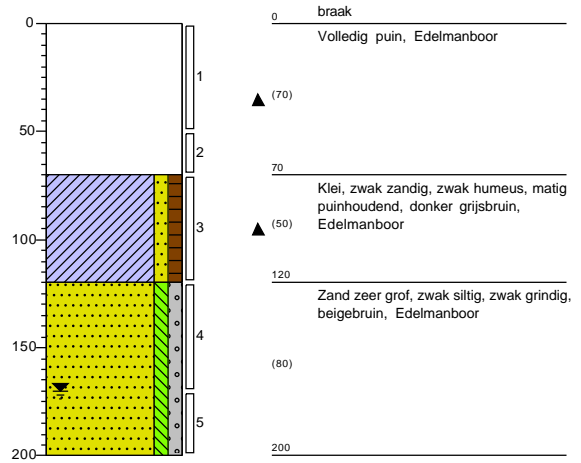 braak
0
0
Volledig puin, Edelmanboor
1
(70)
50
2
70
Klei, zwak zandig, zwak humeus, matig
puinhoudend, donker grijsbruin,
Edelmanboor
3
(50)
100
120
Zand zeer grof, zwak siltig, zwak grindig,
beigebruin, Edelmanboor
4
150
(80)
5
200
200